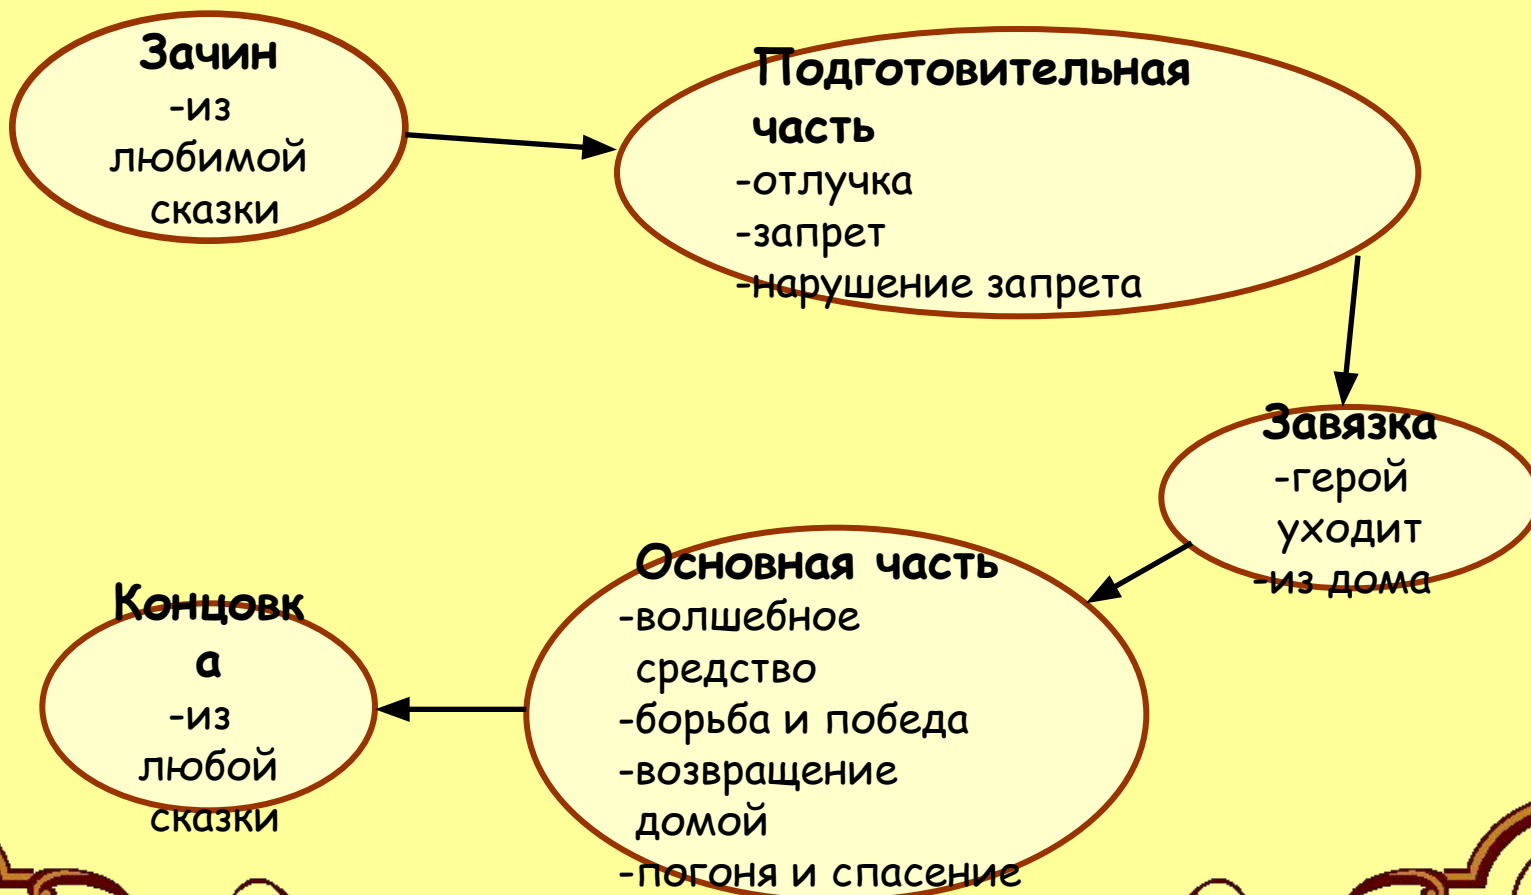 Зачин
-из
любимой
сказки
Подготовительная
часть
-отлучка
-запрет
-нарушение запрета
Завязка
-герой
уходит
-из дома
Основная часть
-волшебное
средство
-борьба и победа
-возвращение
домой
-погоня и спасение
Концовк
а
-из
любой
сказки